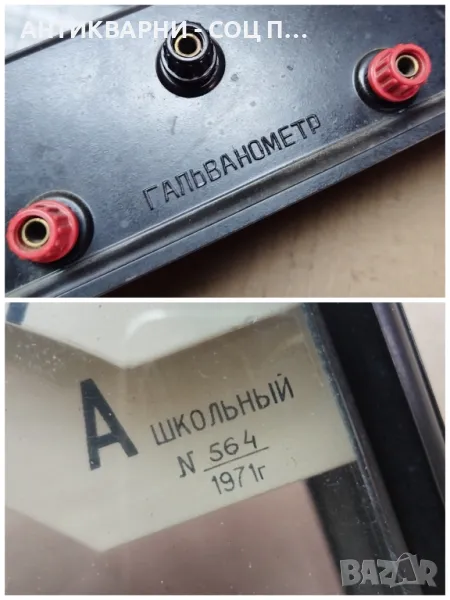 АНТИКВАРНИ - СОЦ П...
ГАЛЬВАНОМЕТР
А ШКОЛЬНЫЙ
N 564
1971г
BAZAR